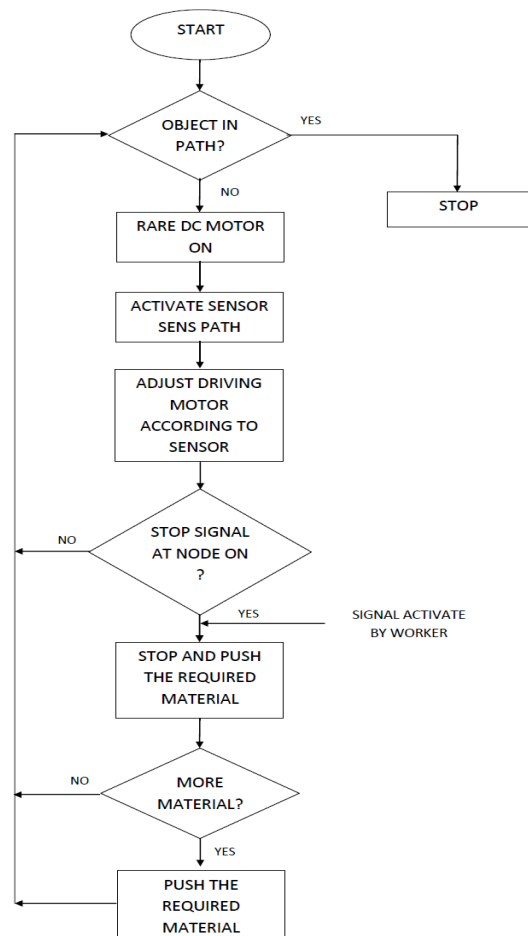 START
OBJECT IN
PATH?
YES
STOP
NO
RARE DC MOTOR
ON
ACTIVATE SENSOR
SENS PATH
ADJUST DRIVING
MOTOR
ACCORDING TO
SENSOR
STOP SIGNAL
AT NODE ON
?
NO
YES
SIGNAL ACTIVATE
BY WORKER
STOP AND PUSH
THE REQUIRED
MATERIAL
MORE
MATERIAL?
NO
YES
PUSH THE
REQUIRED
MATERIAL